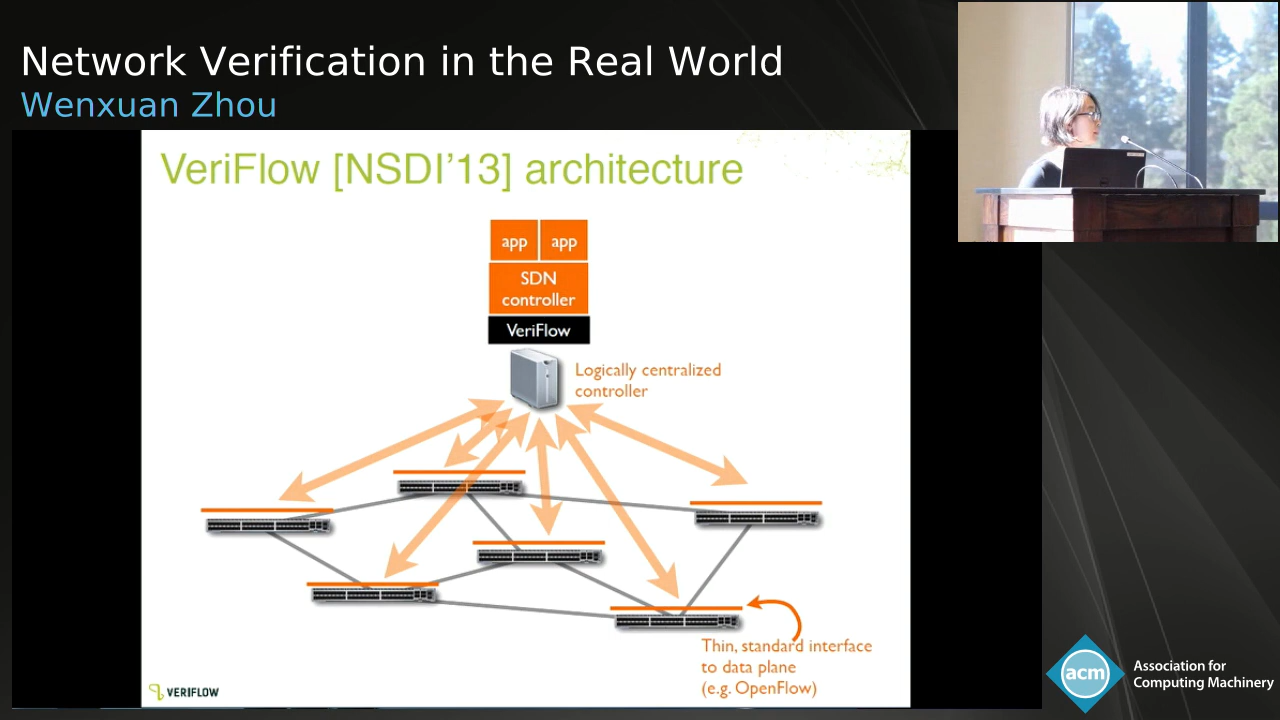 Network Verification in the Real World
Wenxuan Zhou
VeriFlow [NSDI’13] architecture
app app
SDN
controller
VeriFlow
Logically centralized
controller
Thin, standard interface
to data plane
(e.g. OpenFlow)
VERIFLOW
acm
Association for
Computing Machinery